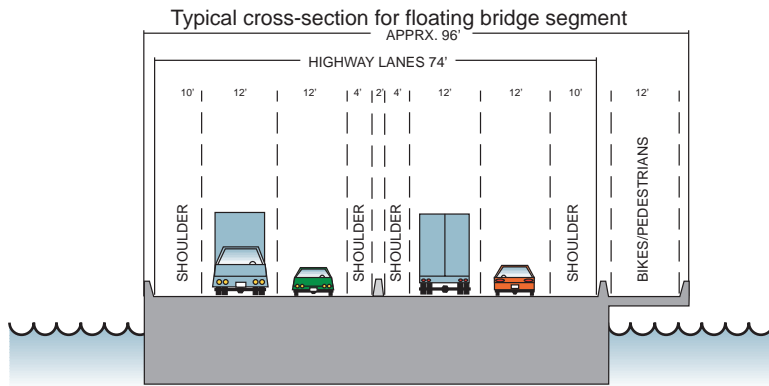 Typical cross-section for floating bridge segment
APPRX. 96'
HIGHWAY LANES 74'
10' 12' 12' 4' 2' 4' 12' 12' 10' 12'
SHOULDER
SHOULDER
SHOULDER
SHOULDER
BIKES/PEDESTRIANS